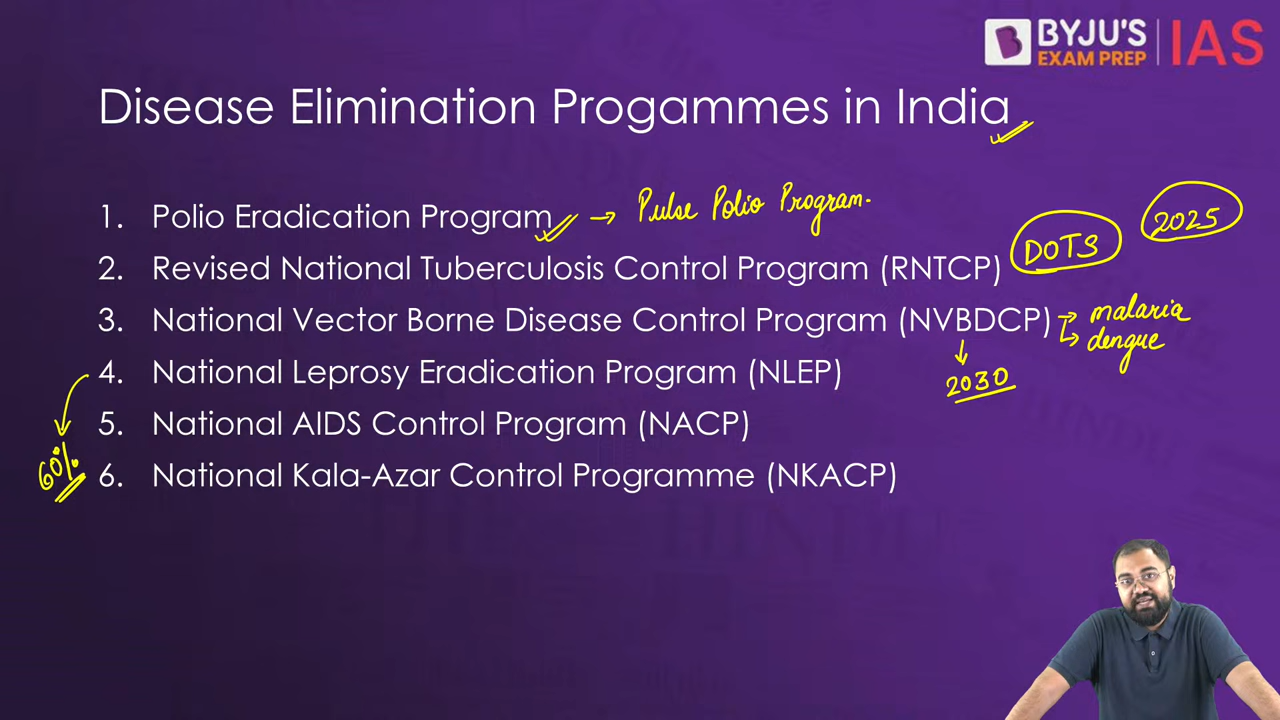 BYJU'S
EXAM PREP
IAS
Disease Elimination Progammes in India
1. Polio Eradication Program → Pulse Polio Program.
2. Revised National Tuberculosis Control Program (RNTCP) DOTS 2025
3. National Vector Borne Disease Control Program (NVBDCP) → malaria
→ dengue
4. National Leprosy Eradication Program (NLEP)
2030
5. National AIDS Control Program (NACP)
60%
6. National Kala-Azar Control Programme (NKACP)